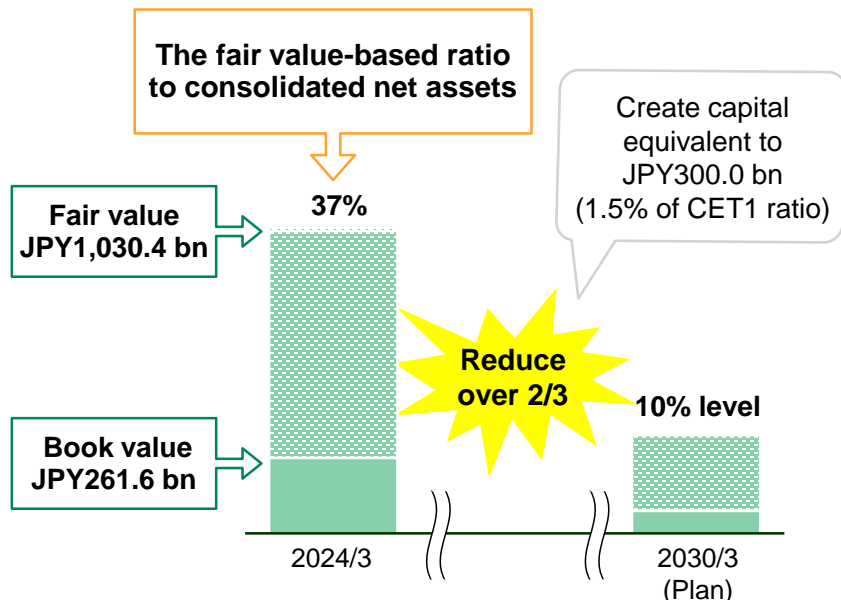 The fair value-based ratio
to consolidated net assets
Create capital
equivalent to
JPY300.0 bn
(1.5% of CET1 ratio)
37%
Fair value
JPY1,030.4 bn
Reduce
over 2/3
10% level
Book value
JPY261.6 bn
2024/3
2030/3
(Plan)